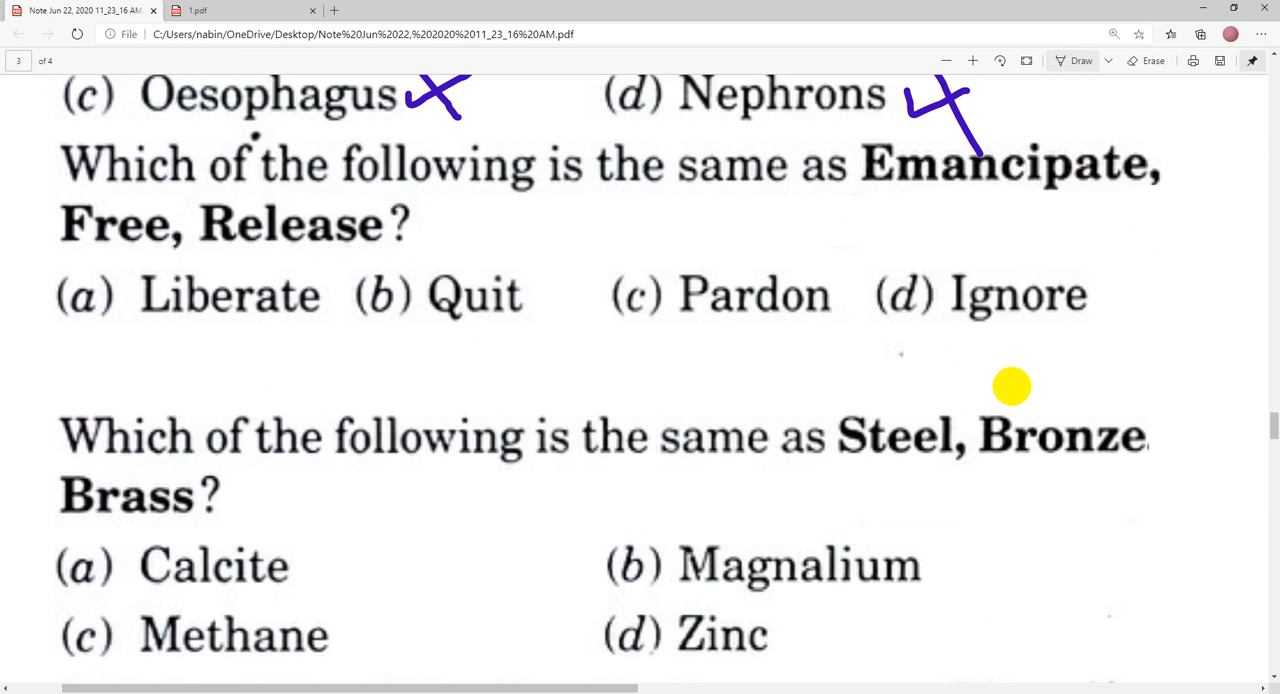 Note Jun 22, 2020 11_23_16 AM.
1.pdf
File C:/Users/nabin/OneDrive/Desktop/Note%20Jun%2022,%202020%2011_23_16%20AM.pdf
3 of 4 Draw Erase
(c) Oesophagus (d) Nephrons
Which of the following is the same as Emancipate,
Free, Release?
(a) Liberate (b) Quit (c) Pardon (d) Ignore
Which of the following is the same as Steel, Bronze
Brass?
(a) Calcite (b) Magnalium
(c) Methane (d) Zinc